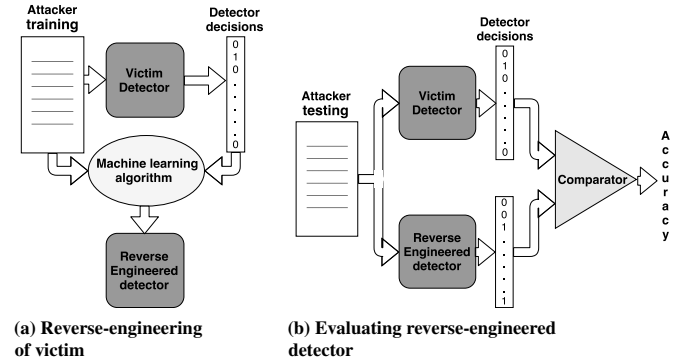 Attacker
training
Victim
Detector
Detector
decisions
0
1
0
.
.
.
.
.
0
Machine learning
algorithm
Reverse
Engineered
detector
(a) Reverse-engineering
of victim
Attacker
testing
Victim
Detector
Detector
decisions
0
1
0
.
.
.
.
.
0
Reverse
Engineered
detector
0
0
1
.
.
.
.
.
1
Comparator
A
c
c
u
r
a
c
y
(b) Evaluating reverse-engineered
detector